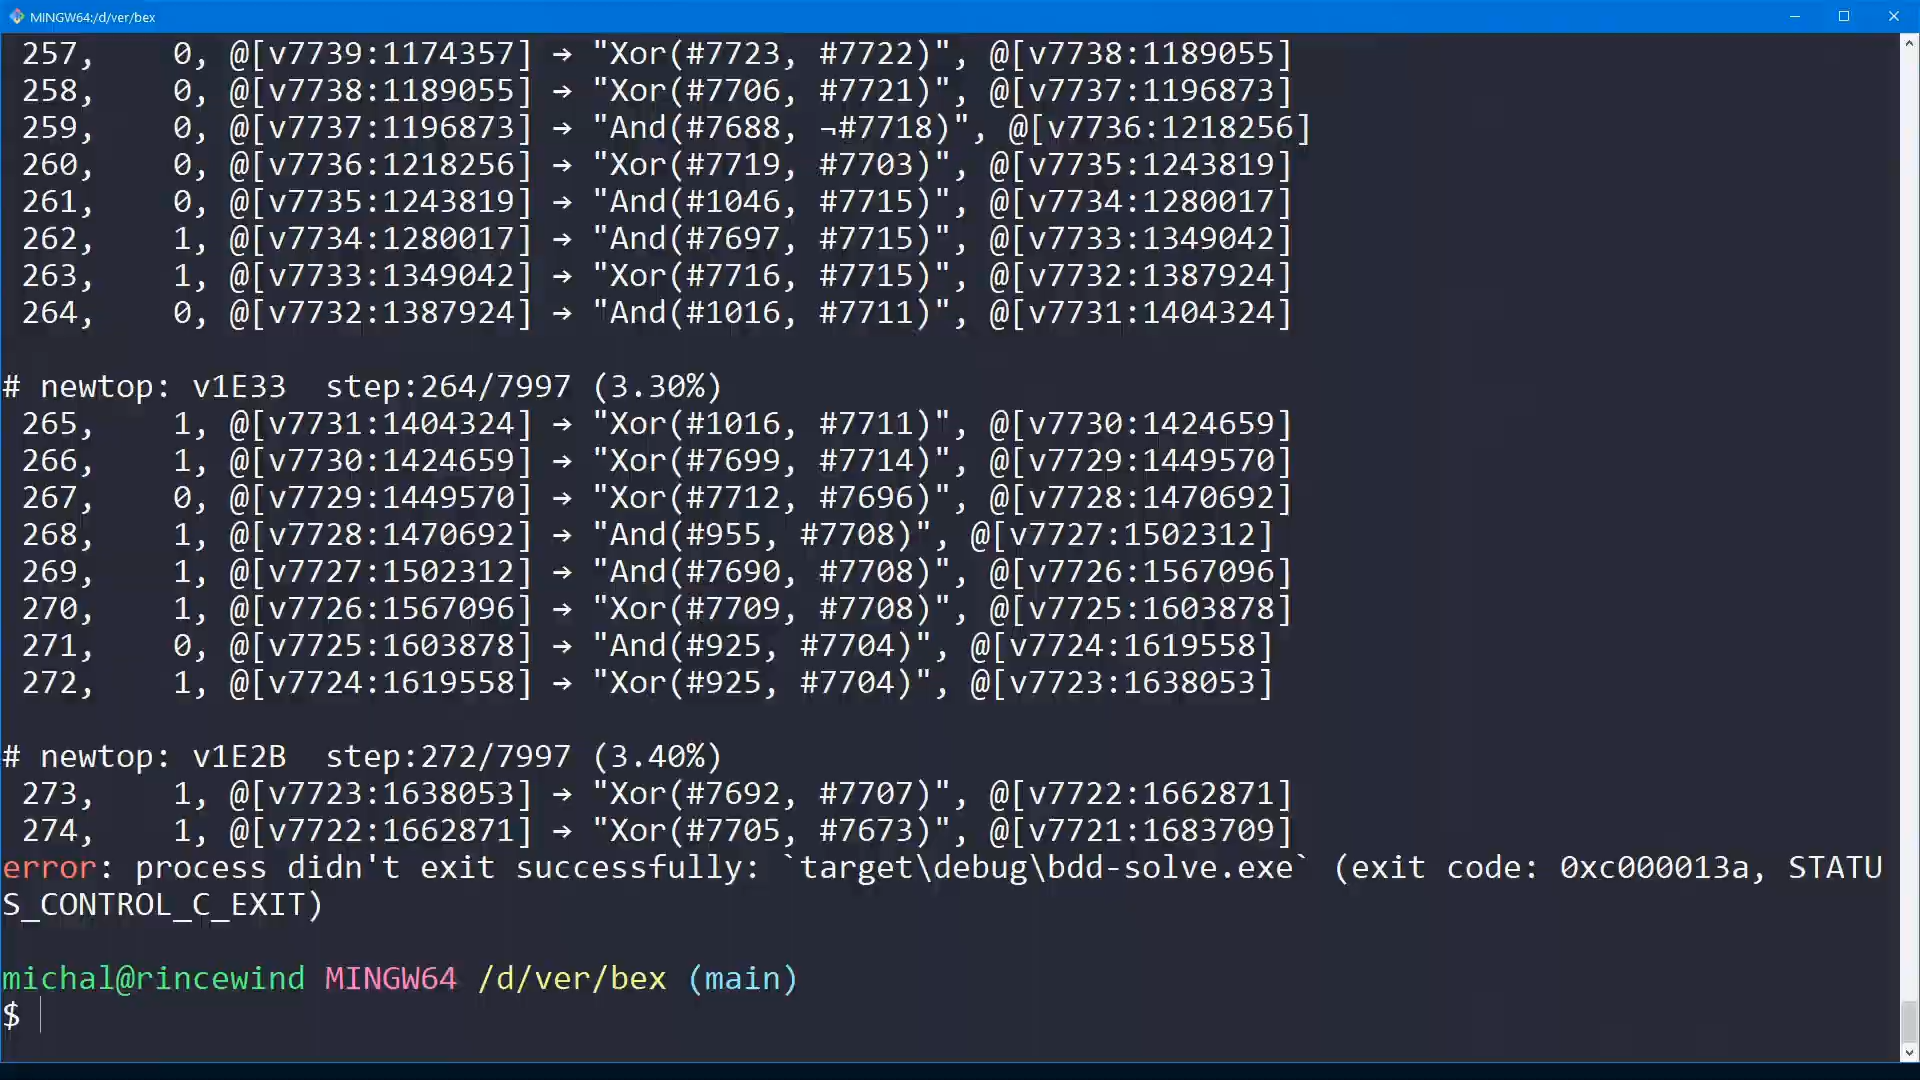 MINGW64:/d/ver/bex
257,    0, @[v7739:1174357] → "Xor(#7723, #7722)", @[v7738:1189055]
258,    0, @[v7738:1189055] → "Xor(#7706, #7721)", @[v7737:1196873]
259,    0, @[v7737:1196873] → "And(#7688, ¬#7718)", @[v7736:1218256]
260,    0, @[v7736:1218256] → "Xor(#7719, #7703)", @[v7735:1243819]
261,    0, @[v7735:1243819] → "And(#1046, #7715)", @[v7734:1280017]
262,    1, @[v7734:1280017] → "And(#7697, #7715)", @[v7733:1349042]
263,    1, @[v7733:1349042] → "Xor(#7716, #7715)", @[v7732:1387924]
264,    0, @[v7732:1387924] → "And(#1016, #7711)", @[v7731:1404324]
# newtop: v1E33  step:264/7997 (3.30%)
265,    1, @[v7731:1404324] → "Xor(#1016, #7711)", @[v7730:1424659]
266,    1, @[v7730:1424659] → "Xor(#7699, #7714)", @[v7729:1449570]
267,    0, @[v7729:1449570] → "Xor(#7712, #7696)", @[v7728:1470692]
268,    1, @[v7728:1470692] → "And(#955, #7708)", @[v7727:1502312]
269,    1, @[v7727:1502312] → "And(#7690, #7708)", @[v7726:1567096]
270,    1, @[v7726:1567096] → "Xor(#7709, #7708)", @[v7725:1603878]
271,    0, @[v7725:1603878] → "And(#925, #7704)", @[v7724:1619558]
272,    1, @[v7724:1619558] → "Xor(#925, #7704)", @[v7723:1638053]
# newtop: v1E2B  step:272/7997 (3.40%)
273,    1, @[v7723:1638053] → "Xor(#7692, #7707)", @[v7722:1662871]
274,    1, @[v7722:1662871] → "Xor(#7705, #7673)", @[v7721:1683709]
error: process didn't exit successfully: `target\debug\bdd-solve.exe` (exit code: 0xc000013a, STATU
S_CONTROL_C_EXIT)
michal@rincewind MINGW64 /d/ver/bex (main)
$